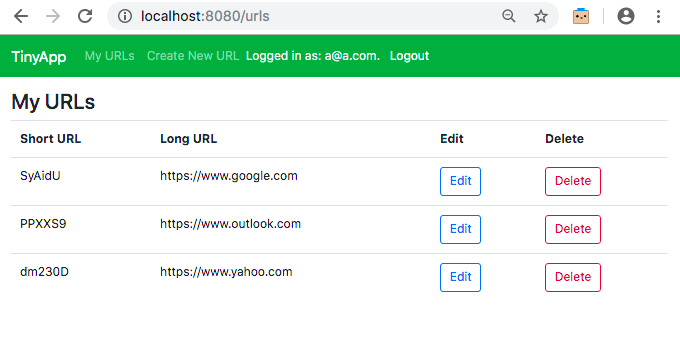 localhost:8080/urls
TinyApp My URLs Create New URL Logged in as: a@a.com. Logout
My URLs
Short URL Long URL Edit Delete
SyAidU https://www.google.com Edit Delete
PPXXS9 https://www.outlook.com Edit Delete
dm230D https://www.yahoo.com Edit Delete